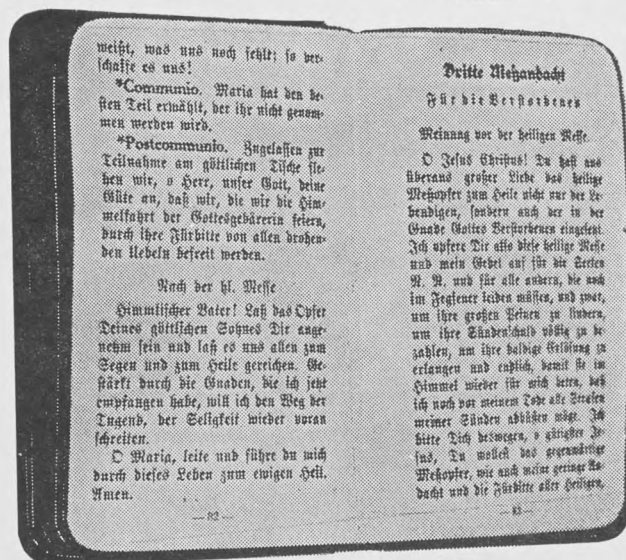 weißt, was uns noch fehlt; so ver-
schaffe es uns!
*Communio. Maria hat den be-
sten Teil erwählt, der ihr nicht genom-
men werden wird.
*Postcommunio. Zugelassen zur
Teilnahme am göttlichen Tische fle-
hen wir, o Herr, unser Gott, deine
Güte an, daß wir, die wir die Him-
melfahrt der Gottesgebärerin feiern,
durch ihre Fürbitte von allen drohen-
den Uebeln befreit werden.
Nach der hl. Messe
Himmlischer Vater! Laß das Opfer
Deines göttlichen Sohnes Dir ange-
nehm sein und laß es uns allen zum
Segen und zum Heile gereichen. Ge-
stärkt durch die Gnaden, die ich jetzt
empfangen habe, will ich den Weg der
Tugend, der Seligkeit wieder voran
schreiten.
O Maria, leite und führe du mich
durch dieses Leben zum ewigen Heil.
Amen.
— 82 —
Dritte Meßandacht
Für die Verstorbenen
Meinung vor der heiligen Messe.
O Jesus Christus! Du hast aus
überaus großer Liebe das heilige
Meßopfer zum Heile nicht nur der Le-
bendigen, sondern auch der in der
Gnade Gottes Verstorbenen eingesetzt.
Ich opfere Dir also diese heilige Messe
und mein Gebet auf für die Seelen
N. N. und für alle andern, die noch
im Fegfeuer leiden müssen, und zwar,
um ihre großen Peinen zu lindern,
um ihre Sündenschuld völlig zu be-
zahlen, um ihre baldige Erlösung zu
erlangen und endlich, damit sie im
Himmel wieder für mich beten, daß
ich noch vor meinem Tode alle Strafen
meiner Sünden abbüßen möge. Ich
bitte Dich deswegen, o gütigster Je-
sus, Du wollest das gegenwärtige
Meßopfer, wie auch meine geringe An-
dacht und die Fürbitte aller Heiligen,
— 83 —